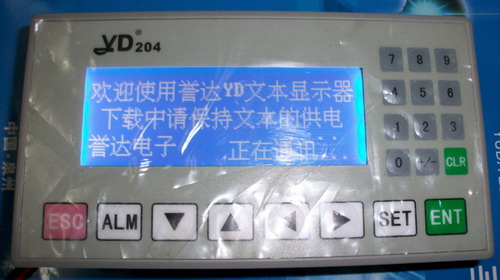 YD® 204
7 8 9
欢迎使用誉达YD文本显示器
4 5 6
下载中请保持文本的供电
1 2 3
誉达电子 正在通讯...
0 +/- CLR
ESC ALM ▼ ▲ ◀ ▶ SET ENT